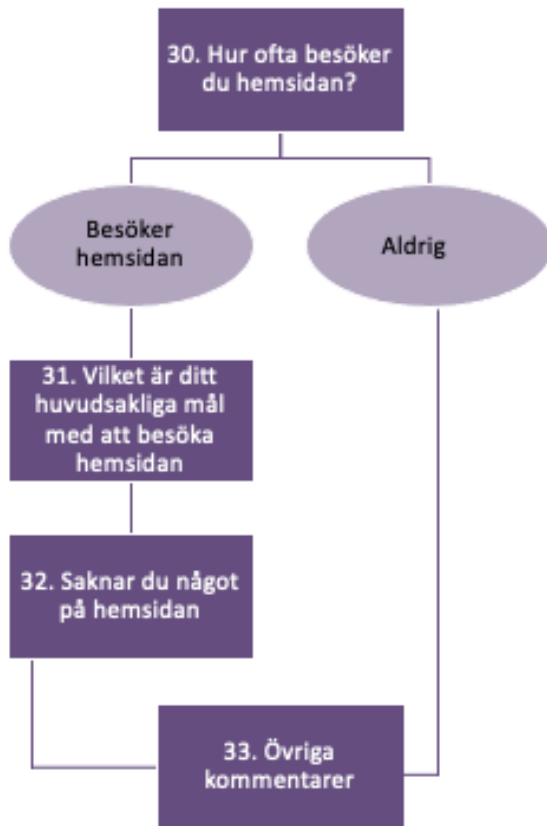 30. Hur ofta besöker
du hemsidan?
Besöker
hemsidan
Aldrig
31. Vilket är ditt
huvudsakliga mål
med att besöka
hemsidan
32. Saknar du något
på hemsidan
33. Övriga
kommentarer